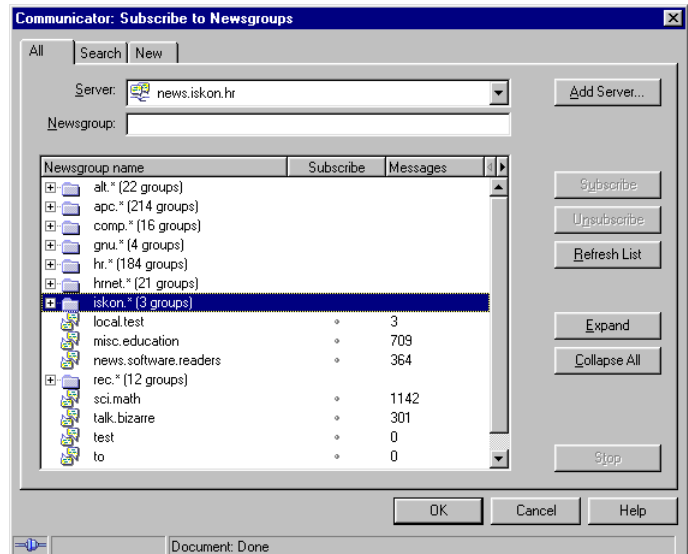 Communicator: Subscribe to Newsgroups
All Search New
Server: news.iskon.hr Add Server...
Newsgroup:
Newsgroup name Subscribe Messages
alt.* (22 groups) Subscribe
apc.* (214 groups)
comp.* (16 groups) Unsubscribe
gnu.* (4 groups)
hr.* (184 groups) Refresh List
hrnet.* (21 groups)
iskon.* (3 groups)
local.test 3 Expand
misc.education 709
news.software.readers 364 Collapse All
rec.* (12 groups)
sci.math 1142
talk.bizarre 301
test 0
to 0 Stop
OK Cancel Help
Document: Done